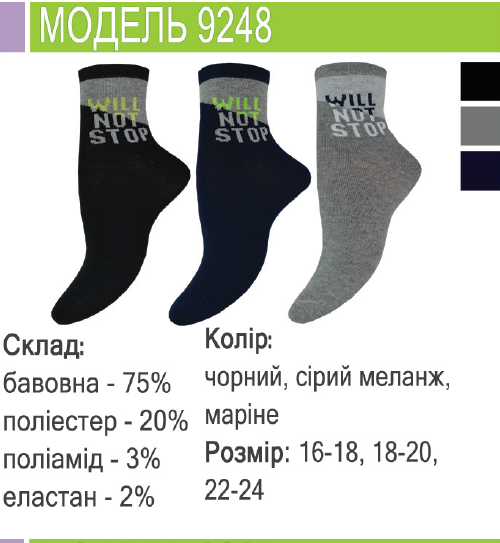 МОДЕЛЬ 9248
WILL
NOT
STOP
WILL
NOT
STOP
WILL
NOT
STOP
Склад:
бавовна - 75%
поліестер - 20%
поліамід - 3%
еластан - 2%
Колір:
чорний, сірий меланж,
маріне
Розмір: 16-18, 18-20,
22-24